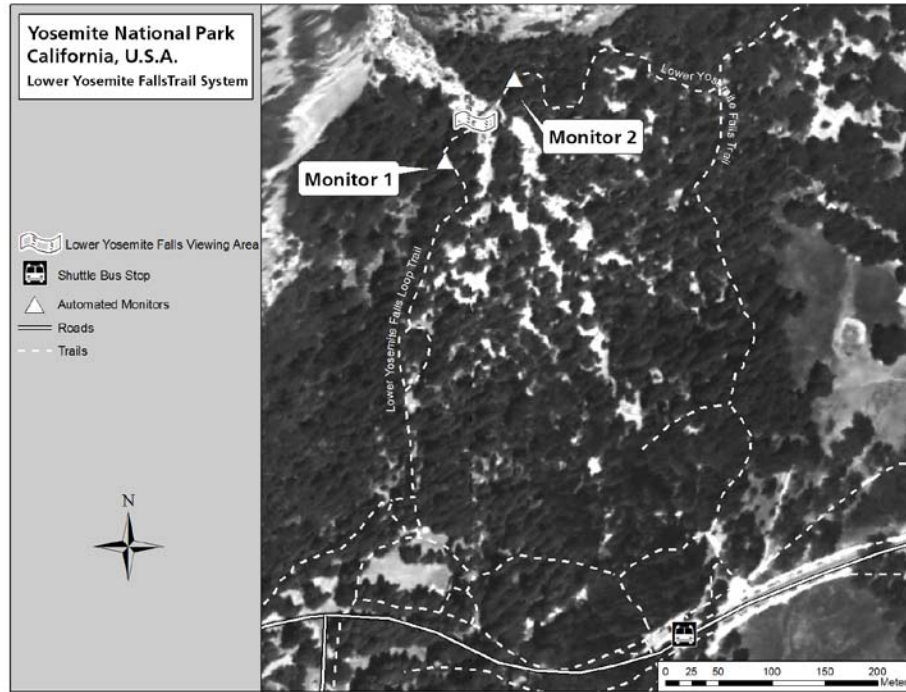 Yosemite National Park
California, U.S.A.
Lower Yosemite FallsTrail System
Lower Yosemite Falls Trail
Monitor 2
Monitor 1
Lower Yosemite Falls Loop Trail
Lower Yosemite Falls Viewing Area
Shuttle Bus Stop
Automated Monitors
Roads
Trails
N
0 25 50 100 150 200
Meter